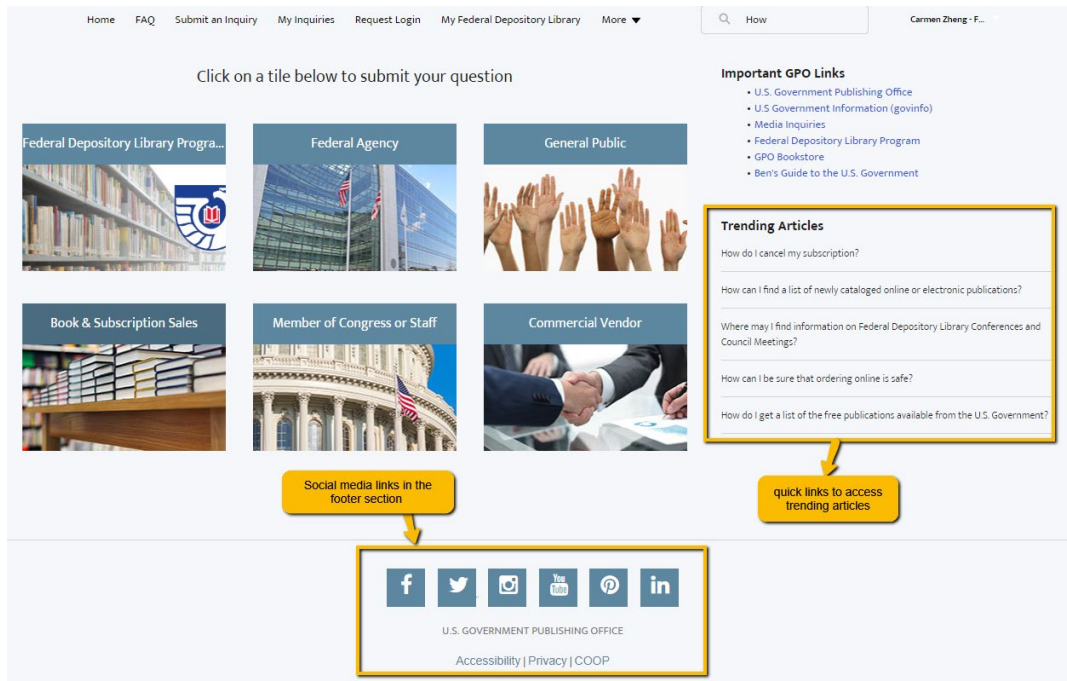 Home FAQ Submit an Inquiry My Inquiries Request Login My Federal Depository Library More ▼ How Carmen Zheng - F...
Click on a tile below to submit your question
Federal Depository Library Progra...
Federal Agency
General Public
Book & Subscription Sales
Member of Congress or Staff
Commercial Vendor
Important GPO Links
• U.S. Government Publishing Office
• U.S Government Information (govinfo)
• Media Inquiries
• Federal Depository Library Program
• GPO Bookstore
• Ben's Guide to the U.S. Government
Trending Articles
How do I cancel my subscription?
How can I find a list of newly cataloged online or electronic publications?
Where may I find information on Federal Depository Library Conferences and
Council Meetings?
How can I be sure that ordering online is safe?
How do I get a list of the free publications available from the U.S. Government?
quick links to access
trending articles
Social media links in the
footer section
f You Tube in
U.S. GOVERNMENT PUBLISHING OFFICE
Accessibility | Privacy | COOP